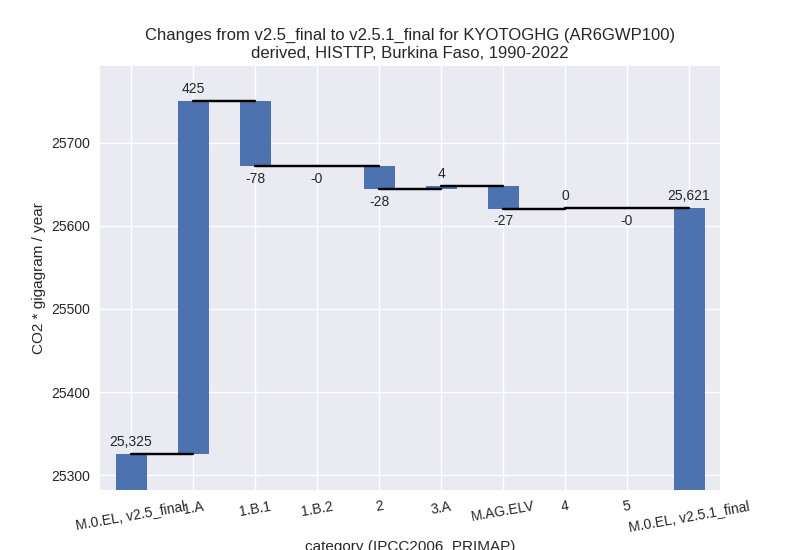 Changes from v2.5_final to v2.5.1_final for KYOTOGHG (AR6GWP100)
derived, HISTTP, Burkina Faso, 1990-2022
CO2 * gigagram / year
25700
25600
25500
25400
25300
25,325
425
-78
-0
-28
4
-27
0
-0
25,621
M.0.EL, v2.5_final
1.A
1.B.1
1.B.2
2
3.A
M.AG.ELV
4
5
M.0.EL, v2.5.1_final
category (IPCC2006_PRIMAP)